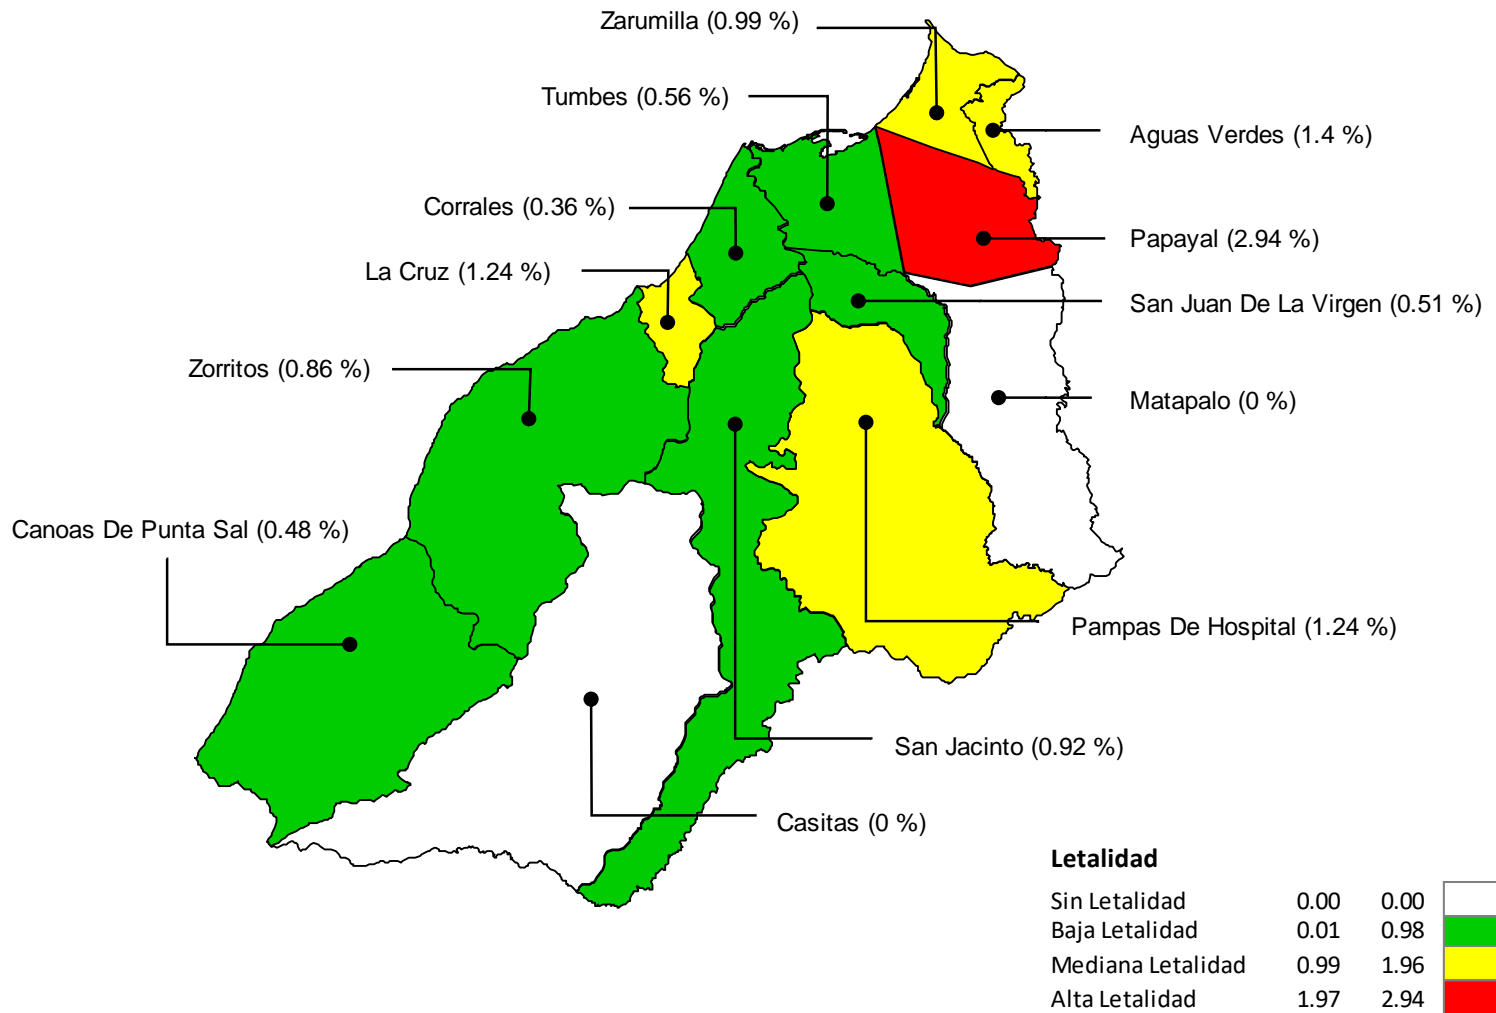 Zarumilla (0.99 %)
Tumbes (0.56 %)
Aguas Verdes (1.4 %)
Corrales (0.36 %)
Papayal (2.94 %)
La Cruz (1.24 %)
San Juan De La Virgen (0.51 %)
Zorritos (0.86 %)
Matapalo (0 %)
Canoas De Punta Sal (0.48 %)
Pampas De Hospital (1.24 %)
San Jacinto (0.92 %)
Casitas (0 %)
Letalidad
Sin Letalidad 0.00 0.00
Baja Letalidad 0.01 0.98
Mediana Letalidad 0.99 1.96
Alta Letalidad 1.97 2.94